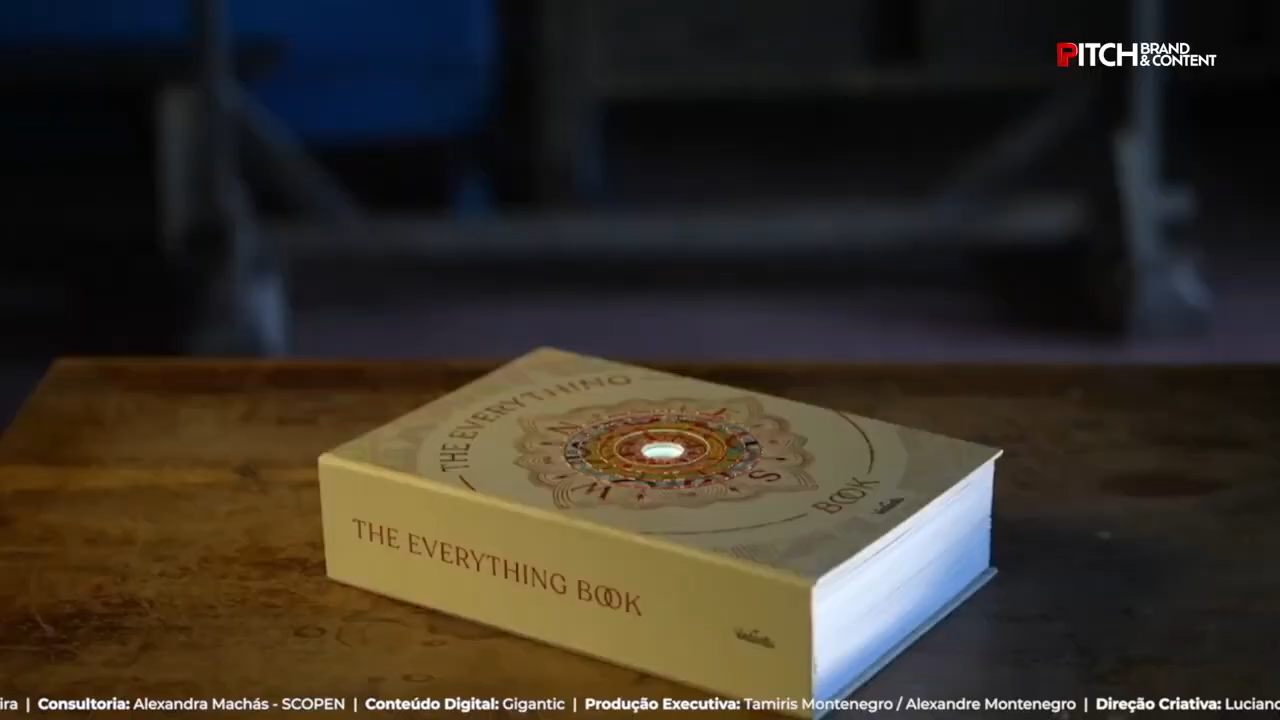 PITCH BRAND
& CONTENT
THE EVERYTHING
BOOK
N
S
W
THE EVERYTHING BOOK
ira | Consultoria: Alexandra Machás - SCOPEN | Conteúdo Digital: Gigantic | Produção Executiva: Tamiris Montenegro / Alexandre Montenegro | Direção Criativa: Luciano